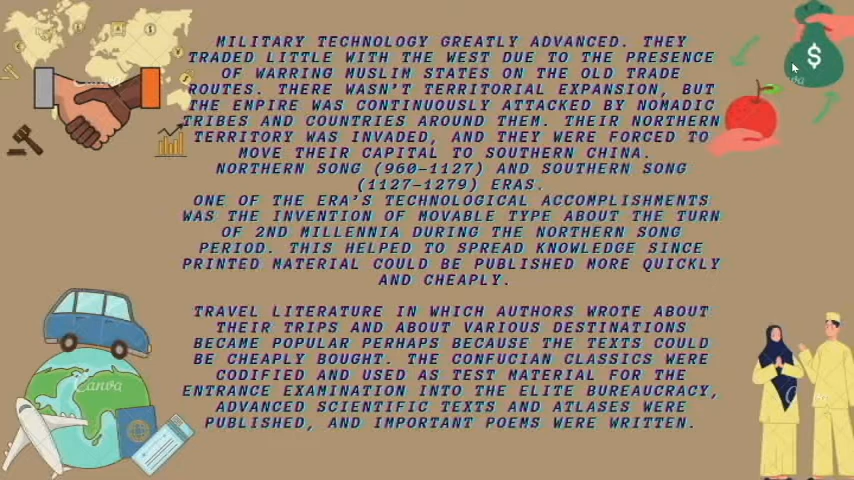 MILITARY TECHNOLOGY GREATLY ADVANCED. THEY
TRADED LITTLE WITH THE WEST DUE TO THE PRESENCE
OF WARRING MUSLIM STATES ON THE OLD TRADE
ROUTES. THERE WASN'T TERRITORIAL EXPANSION, BUT
THE EMPIRE WAS CONTINUOUSLY ATTACKED BY NOMADIC
TRIBES AND COUNTRIES AROUND THEM. THEIR NORTHERN
TERRITORY WAS INVADED, AND THEY WERE FORCED TO
MOVE THEIR CAPITAL TO SOUTHERN CHINA.
NORTHERN SONG (960-1127) AND SOUTHERN SONG
(1127-1279) ERAS.
ONE OF THE ERA'S TECHNOLOGICAL ACCOMPLISHMENTS
WAS THE INVENTION OF MOVABLE TYPE ABOUT THE TURN
OF 2ND MILLENNIA DURING THE NORTHERN SONG
PERIOD. THIS HELPED TO SPREAD KNOWLEDGE SINCE
PRINTED MATERIAL COULD BE PUBLISHED MORE QUICKLY
AND CHEAPLY.
TRAVEL LITERATURE IN WHICH AUTHORS WROTE ABOUT
THEIR TRIPS AND ABOUT VARIOUS DESTINATIONS
BECAME POPULAR PERHAPS BECAUSE THE TEXTS COULD
BE CHEAPLY BOUGHT. THE CONFUCIAN CLASSICS WERE
CODIFIED AND USED AS TEST MATERIAL FOR THE
ENTRANCE EXAMINATION INTO THE ELITE BUREAUCRACY,
ADVANCED SCIENTIFIC TEXTS AND ATLASES WERE
PUBLISHED, AND IMPORTANT POEMS WERE WRITTEN.
$
Canva